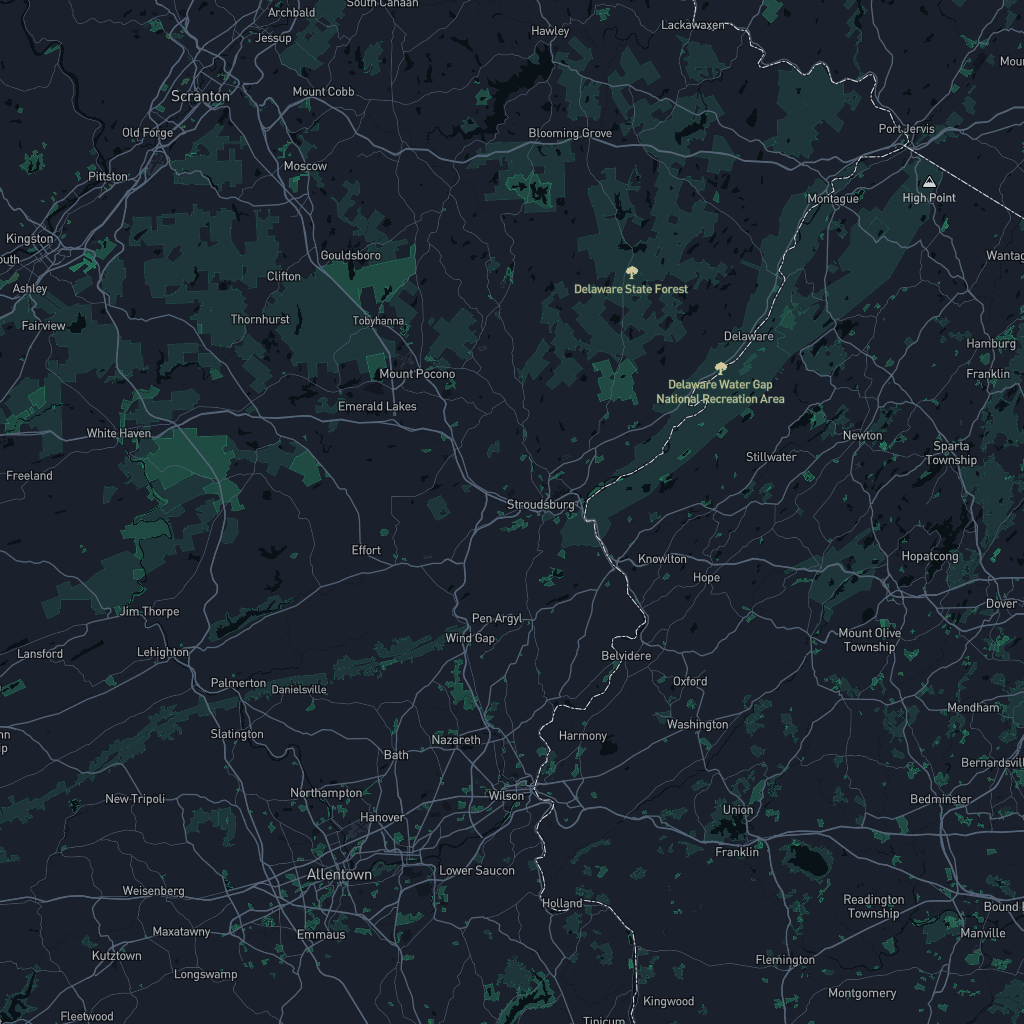 South Canaan
Archbald
Lackawaxen
Hawley
Jessup
Scranton
Mount Cobb
Old Forge
Blooming Grove
Port Jervis
Moscow
Pittston
Montague
High Point
Kingston
Gouldsboro
Clifton
Ashley
Delaware State Forest
Thornhurst
Tobyhanna
Fairview
Delaware
Hamburg
Mount Pocono
Franklin
Delaware Water Gap
National Recreation Area
Emerald Lakes
White Haven
Newton
Sparta
Township
Stillwater
Freeland
Stroudsburg
Effort
Knowlton
Hopatcong
Hope
Dover
Jim Thorpe
Pen Argyl
Wind Gap
Mount Olive
Township
Lansford
Lehighton
Belvidere
Palmerton
Danielsville
Oxford
Mendham
Washington
Slatington
Harmony
Nazareth
Bath
Bernardsville
New Tripoli
Northampton
Wilson
Bedminster
Union
Hanover
Franklin
Allentown
Lower Saucon
Weisenberg
Readington
Township
Holland
Bound
Maxatawny
Emmaus
Manville
Kutztown
Flemington
Longswamp
Montgomery
Kingwood
Fleetwood
Tinicum